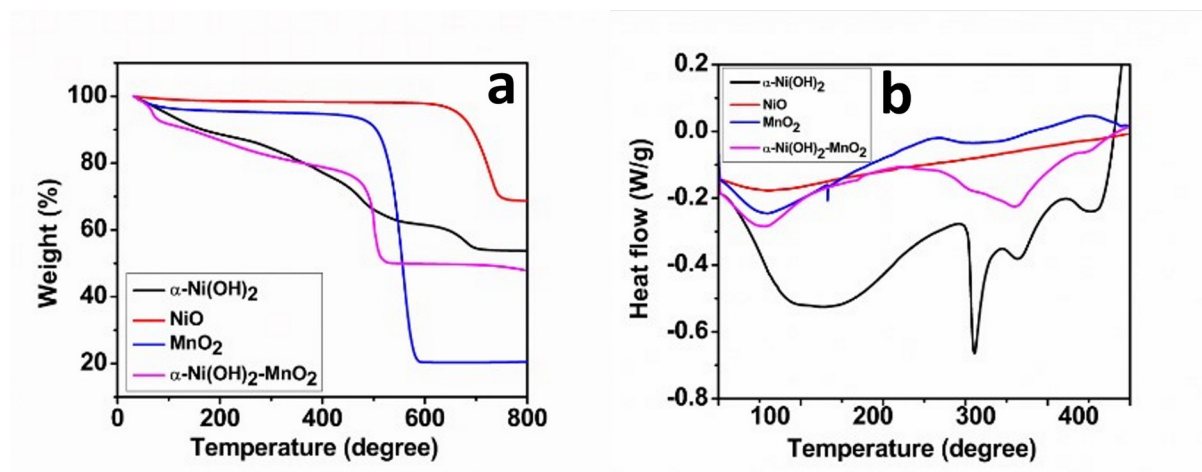 a
100
80
60
40
20
Weight (%)
α-Ni(OH)2
NiO
MnO2
α-Ni(OH)2-MnO2
0
200
400
600
800
Temperature (degree)
b
0.2
0.0
-0.2
-0.4
-0.6
-0.8
Heat flow (W/g)
α-Ni(OH)2
NiO
MnO2
α-Ni(OH)2-MnO2
100
200
300
400
Temperature (degree)